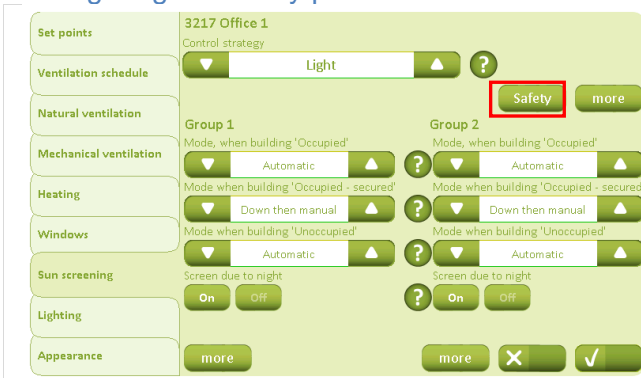 Set points
Ventilation schedule
Natural ventilation
Mechanical ventilation
Heating
Windows
Sun screening
Lighting
Appearance
3217 Office 1
Control strategy
Light
?
Safety more
Group 1 Group 2
Mode, when building 'Occupied' Mode, when building 'Occupied'
Automatic ? Automatic
Mode when building 'Occupied - secured' Mode when building 'Occupied - secured
Down then manual ? Down then manual
Mode when building 'Unoccupied' Mode when building 'Unoccupied'
Automatic ? Automatic
Screen due to night Screen due to night
On Off ? On Off
more more